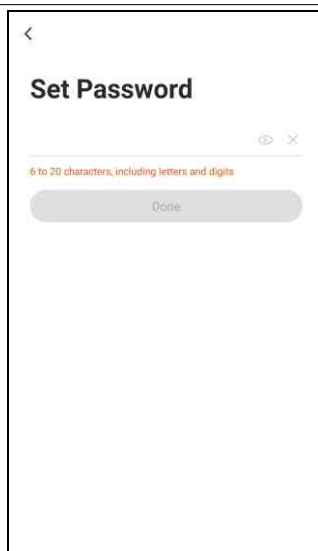 Set Password
6 to 20 characters, including letters and digits
Done